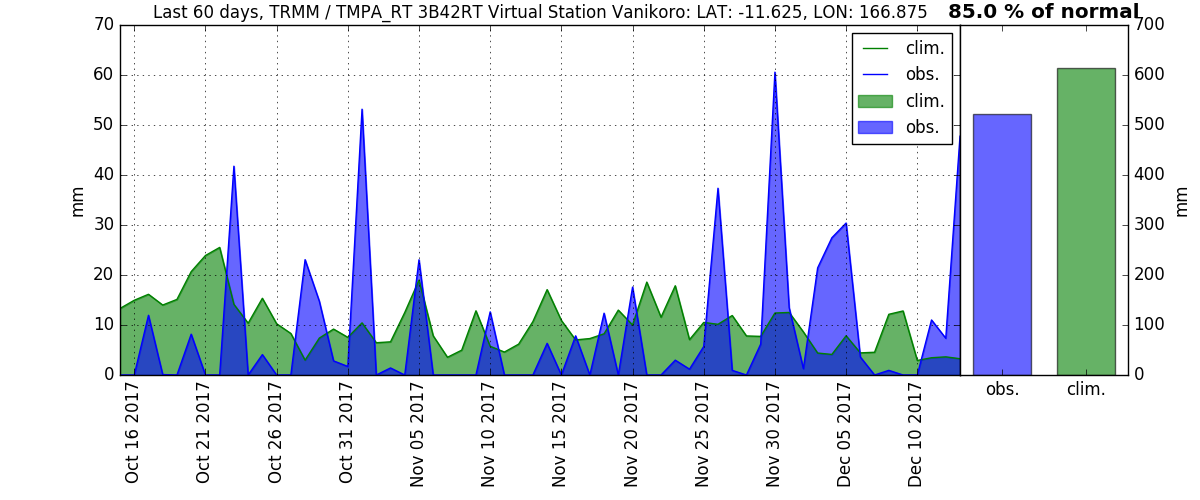 Last 60 days, TRMM / TMPA_RT 3B42RT Virtual Station Vanikoro: LAT: -11.625, LON: 166.875
85.0 % of normal
70
60
50
40
30
20
10
0
mm
clim.
obs.
clim.
obs.
700
600
500
400
300
200
100
0
mm
obs.
clim.
Oct 16 2017
Oct 21 2017
Oct 26 2017
Oct 31 2017
Nov 05 2017
Nov 10 2017
Nov 15 2017
Nov 20 2017
Nov 25 2017
Nov 30 2017
Dec 05 2017
Dec 10 2017